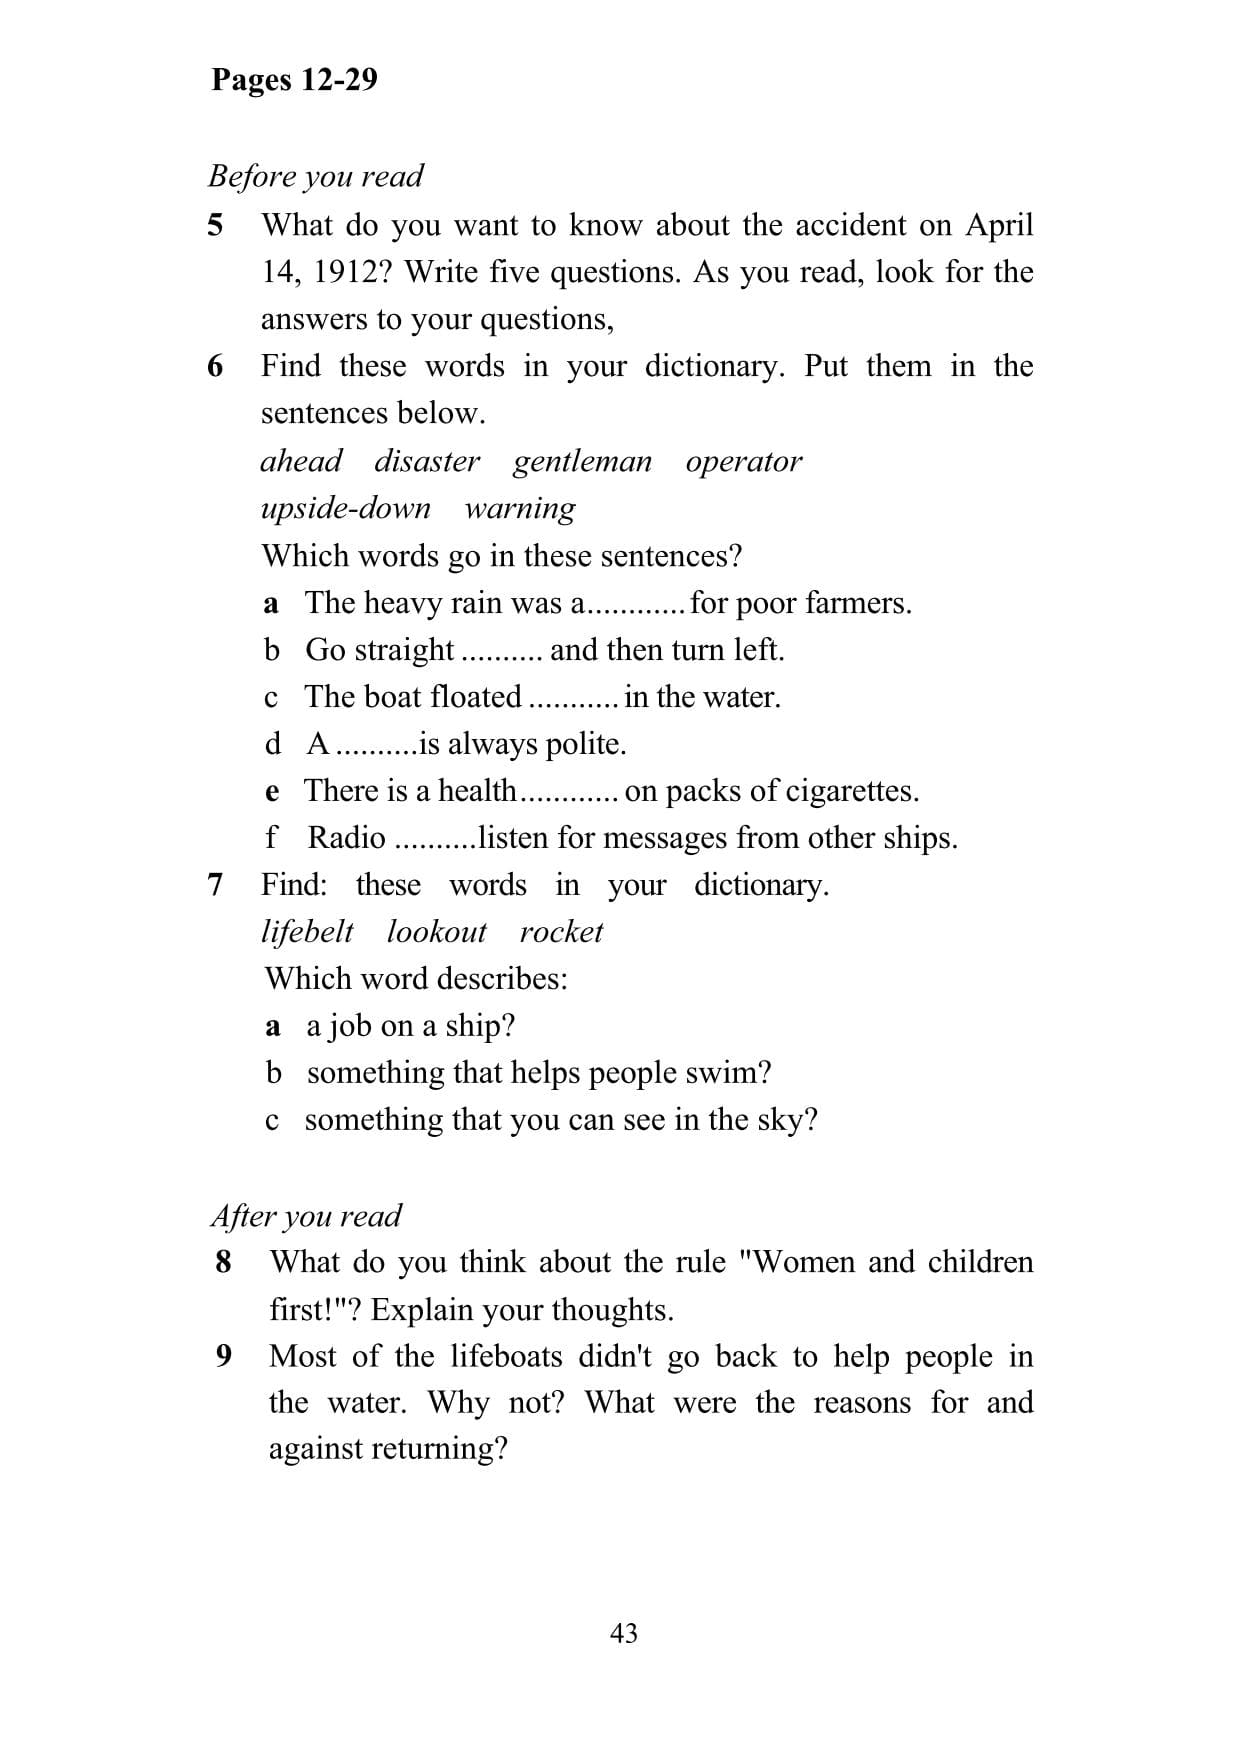 Pages 12-29
Before you read
5 What do you want to know about the accident on April
14, 1912? Write five questions. As you read, look for the
answers to your questions,
6 Find these words in your dictionary. Put them in the
sentences below.
ahead disaster gentleman operator
upside-down warning
Which words go in these sentences?
a The heavy rain was a............ for poor farmers.
b Go straight .......... and then turn left.
c The boat floated ........... in the water.
d A ..........is always polite.
e There is a health............ on packs of cigarettes.
f Radio ..........listen for messages from other ships.
7 Find: these words in your dictionary.
lifebelt lookout rocket
Which word describes:
a a job on a ship?
b something that helps people swim?
c something that you can see in the sky?
After you read
8 What do you think about the rule "Women and children
first!"? Explain your thoughts.
9 Most of the lifeboats didn't go back to help people in
the water. Why not? What were the reasons for and
against returning?
43